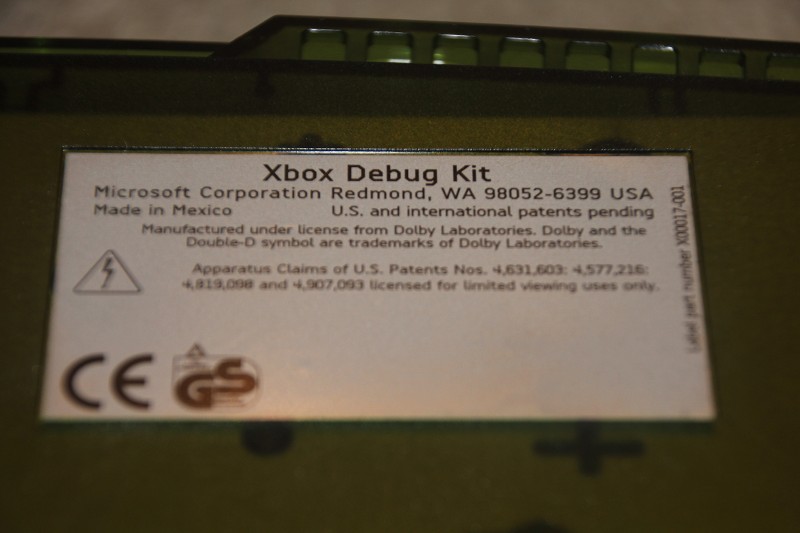 Xbox Debug Kit
Microsoft Corporation Redmond, WA 98052-6399 USA
Made in Mexico U.S. and international patents pending
Manufactured under license from Dolby Laboratories. Dolby and the
Double-D symbol are trademarks of Dolby Laboratories.
Apparatus Claims of U.S. Patents Nos. 4,631,603; 4,577,216;
4,819,098 and 4,907,093 licensed for limited viewing uses only.
CE GS
Label part number X00017-001